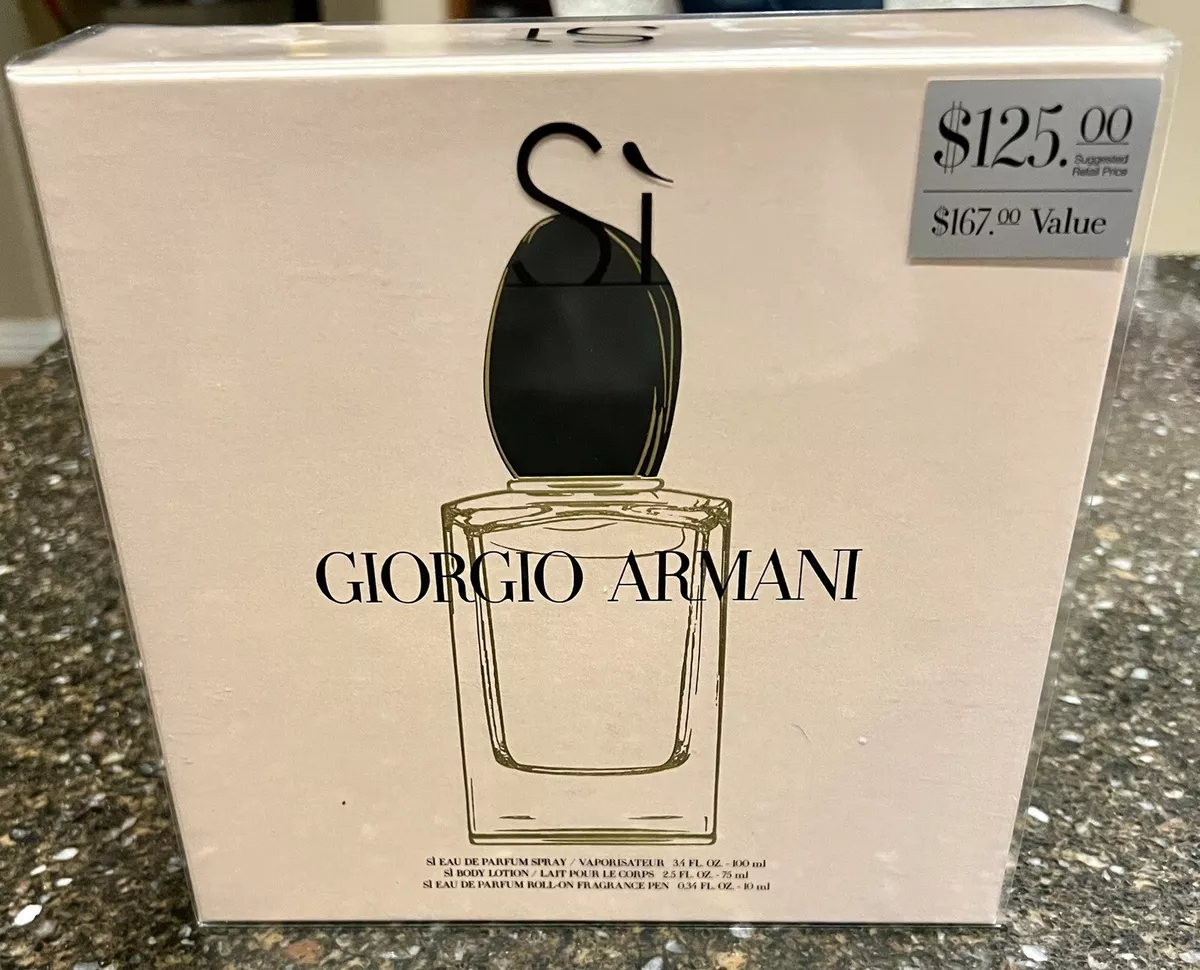 Sì
Sì
$125.00
Suggested
Retail Price
$167.00 Value
GIORGIO ARMANI
SÌ EAU DE PARFUM SPRAY / VAPORISATEUR 3.4 FL. OZ. - 100 ml
SÌ BODY LOTION / LAIT POUR LE CORPS 2.5 FL. OZ. - 75 ml
SÌ EAU DE PARFUM ROLL-ON FRAGRANCE PEN 0.34 FL. OZ. - 10 ml